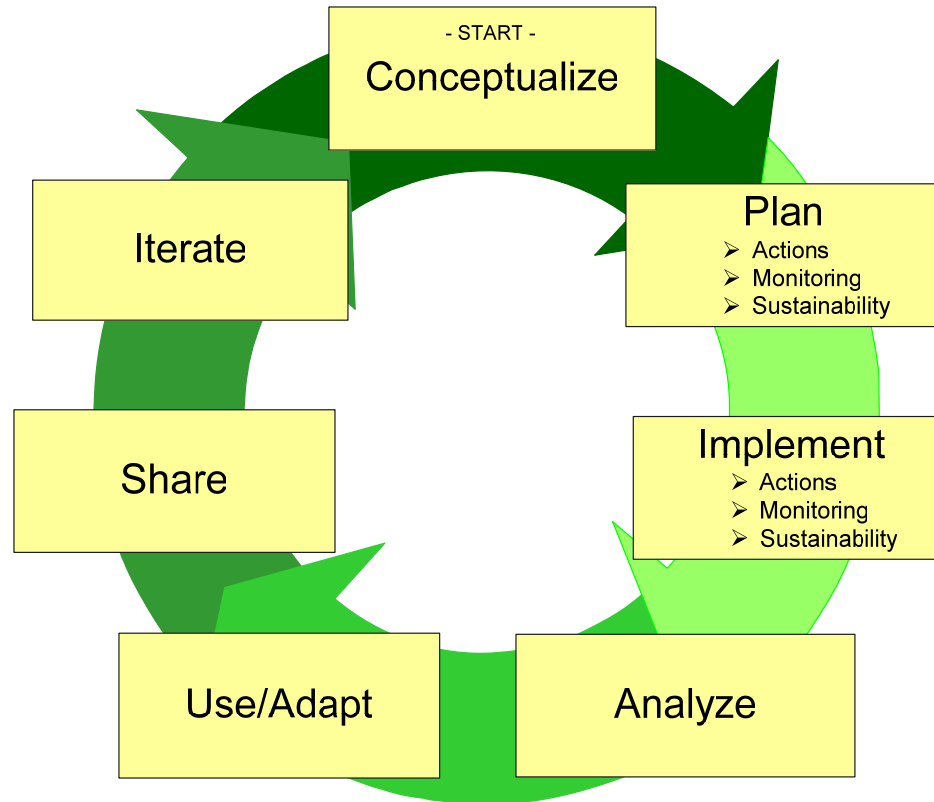 - START -
Conceptualize
Plan
➢ Actions
➢ Monitoring
➢ Sustainability
Implement
➢ Actions
➢ Monitoring
➢ Sustainability
Analyze
Use/Adapt
Share
Iterate